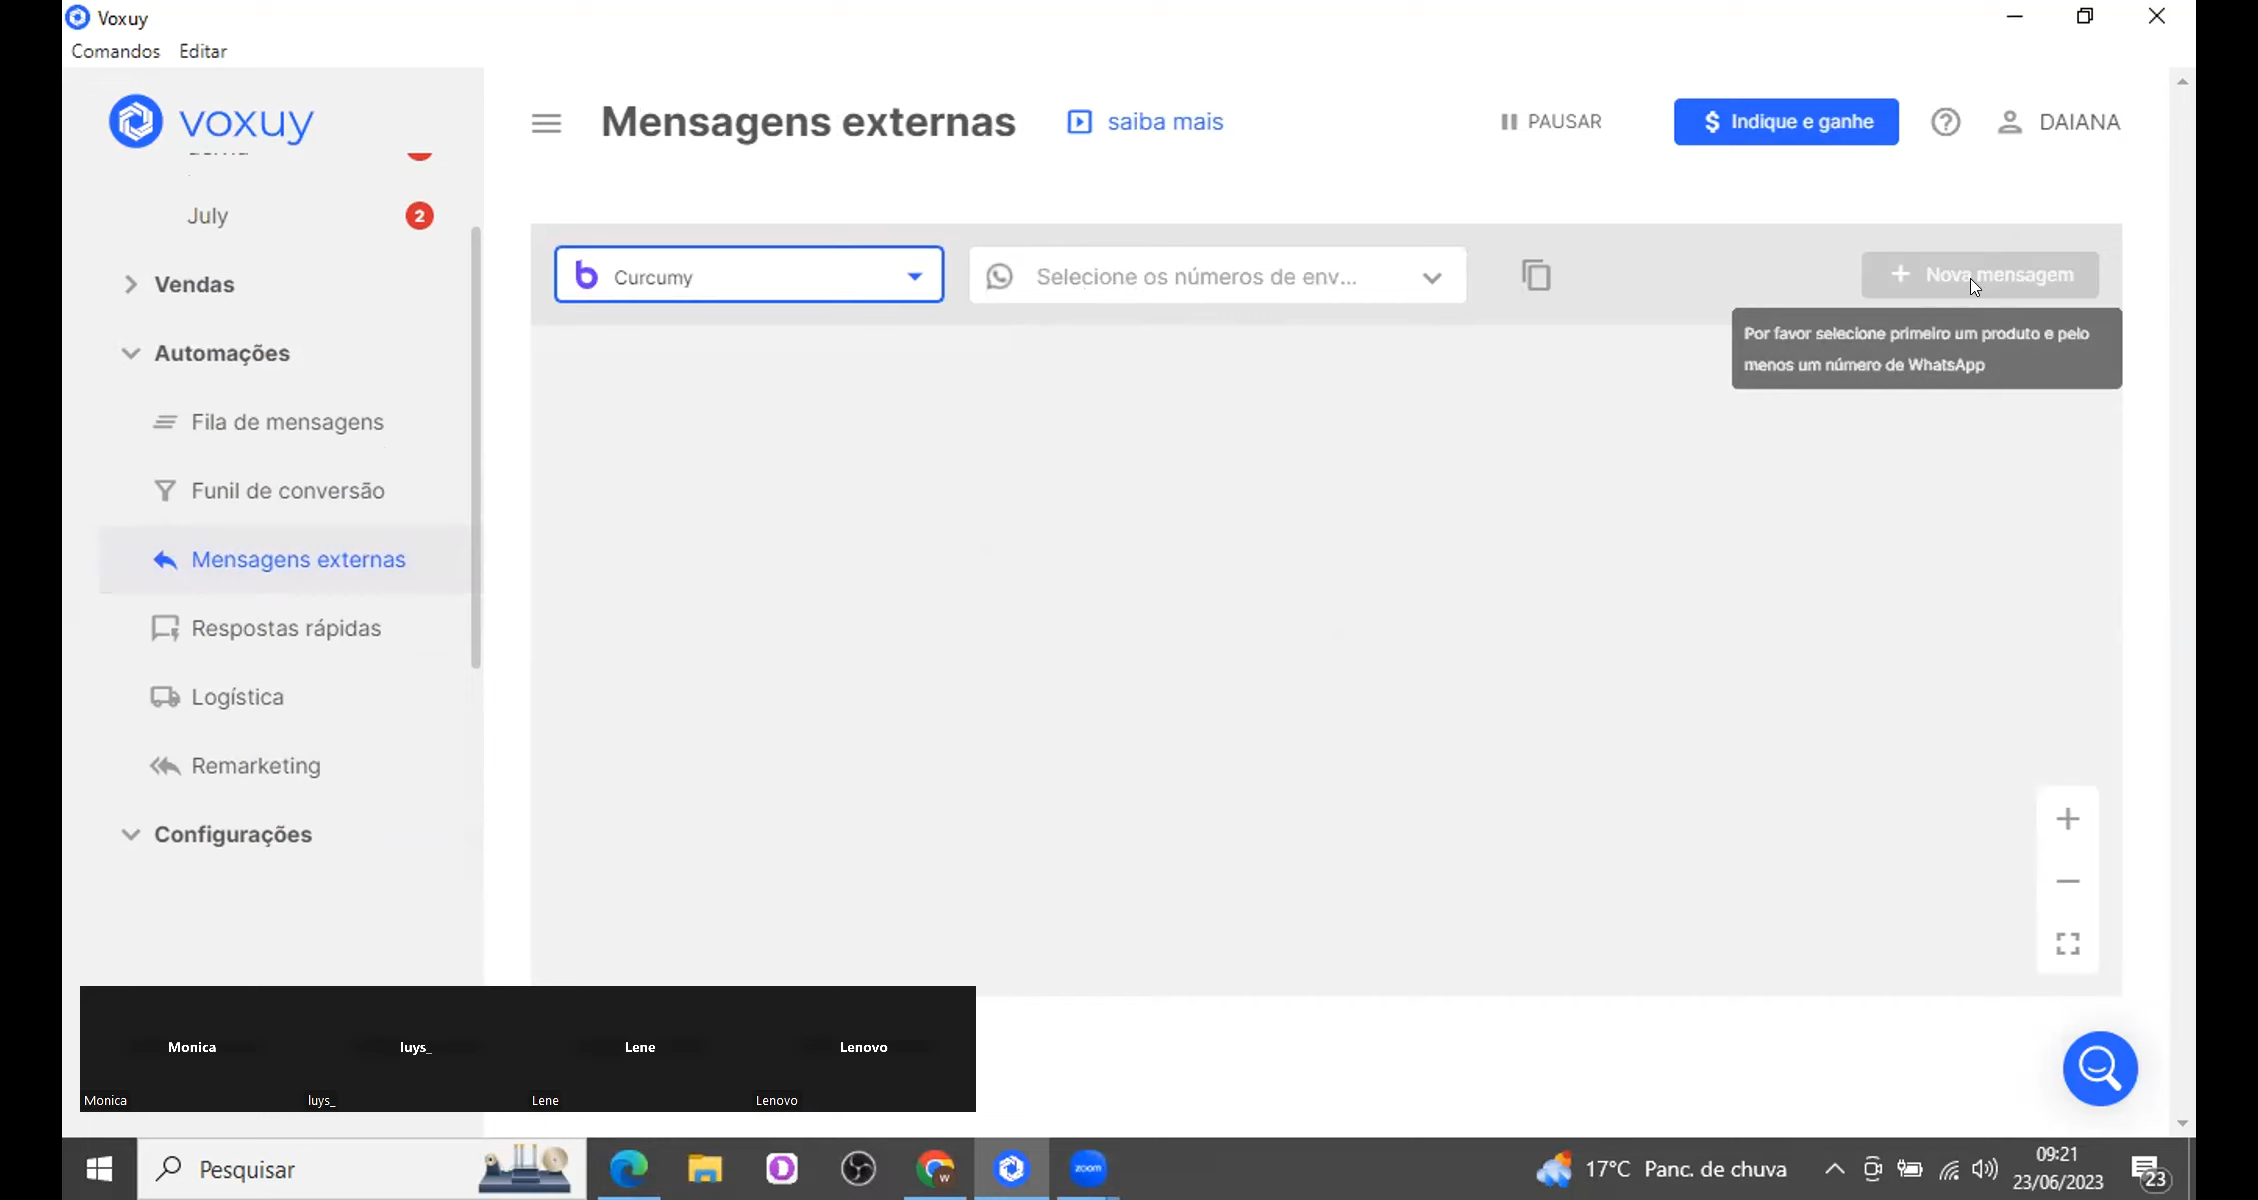 Voxuy
Comandos Editar
voxuy
Mensagens externas
saiba mais
PAUSAR
$ Indique e ganhe
DAIANA
July
2
Vendas
Automações
Fila de mensagens
Funil de conversão
Mensagens externas
Respostas rápidas
Logística
Remarketing
Configurações
Curcumy
Selecione os números de env...
+ Nova mensagem
Por favor selecione primeiro um produto e pelo
menos um número de WhatsApp
Monica
luys_
Lene
Lenovo
Monica
luys_
Lene
Lenovo
Pesquisar
zoom
17°C Panc. de chuva
09:21
23/06/2023
23